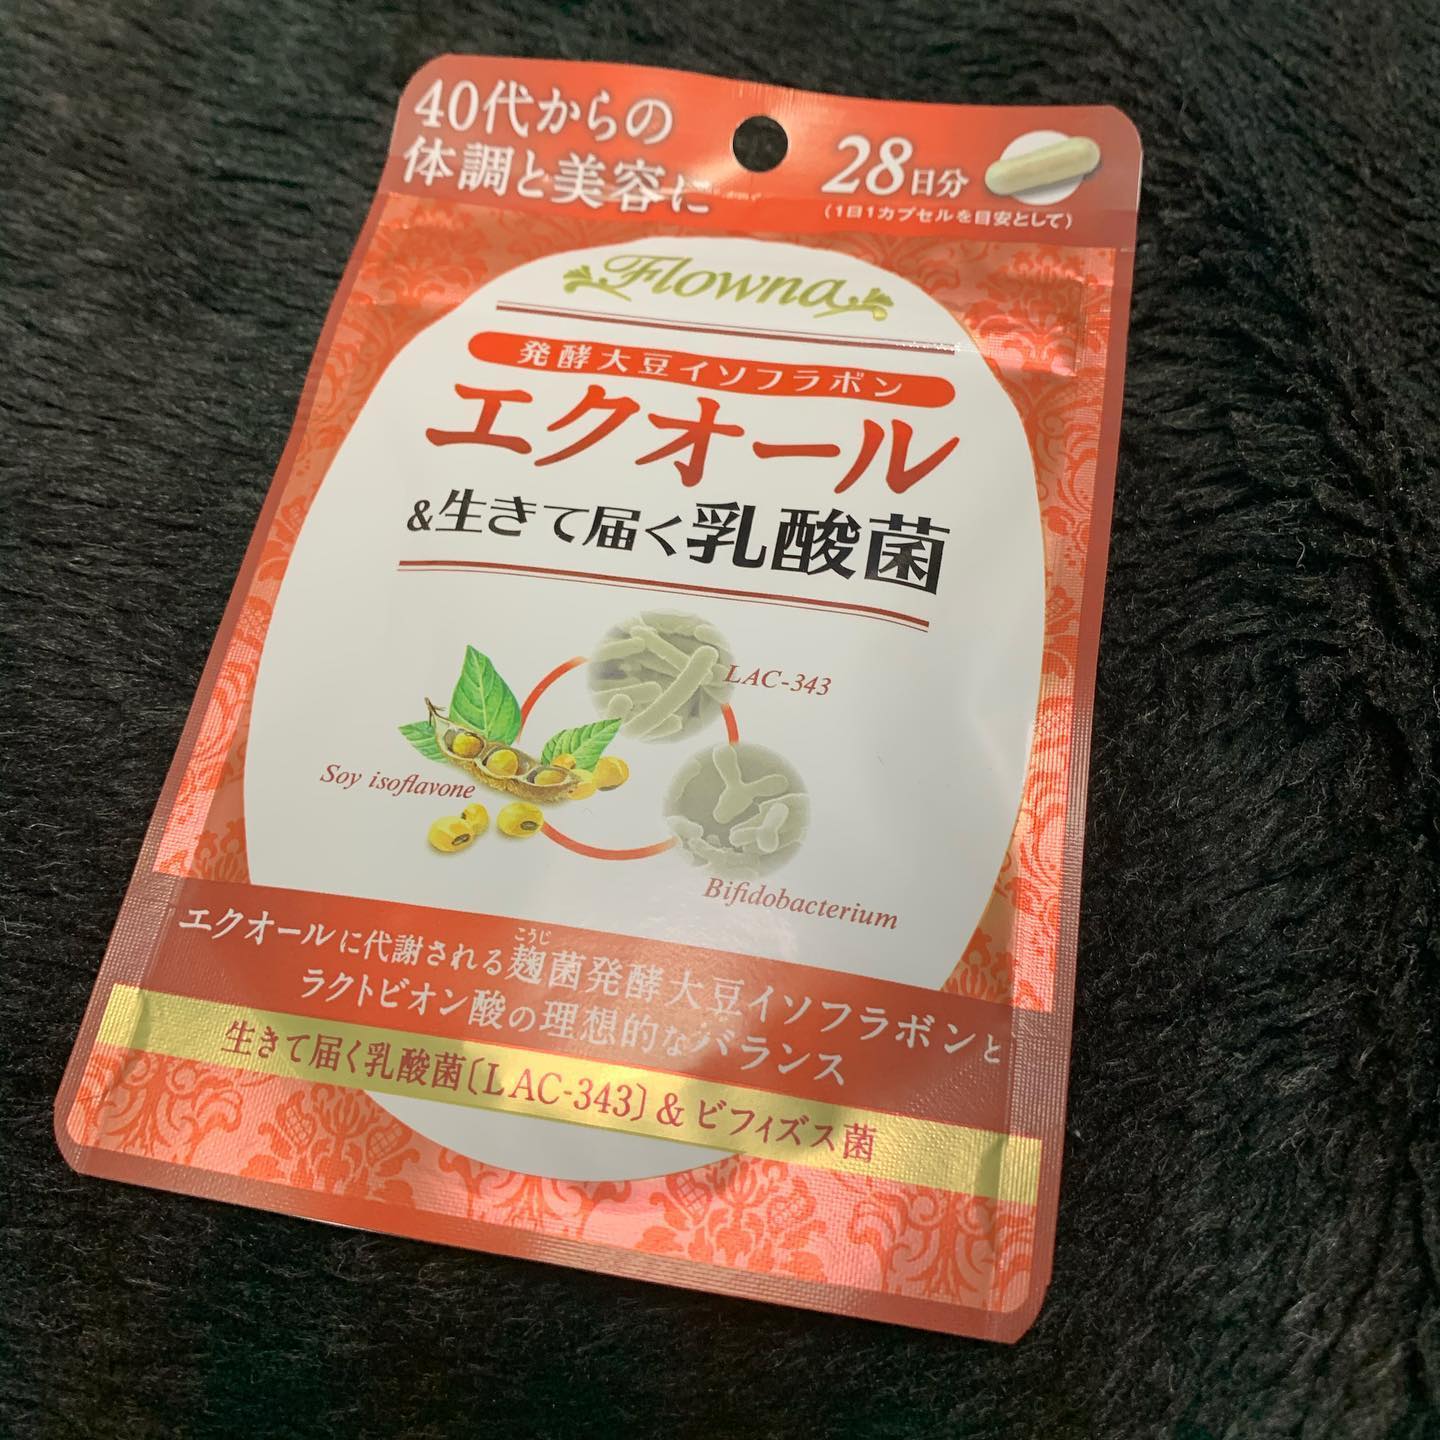 40代からの
体調と美容に
28日分
(1日1カプセルを目安として)
Flowna
発酵大豆イソフラボン
エクオール
&生きて届く乳酸菌
LAC-343
Soy isoflavone
Bifidobacterium
こうじ
エクオールに代謝される麹菌発酵大豆イソフラボンと
ラクトビオン酸の理想的なバランス
生きて届く乳酸菌〔LAC-343〕& ビフィズス菌